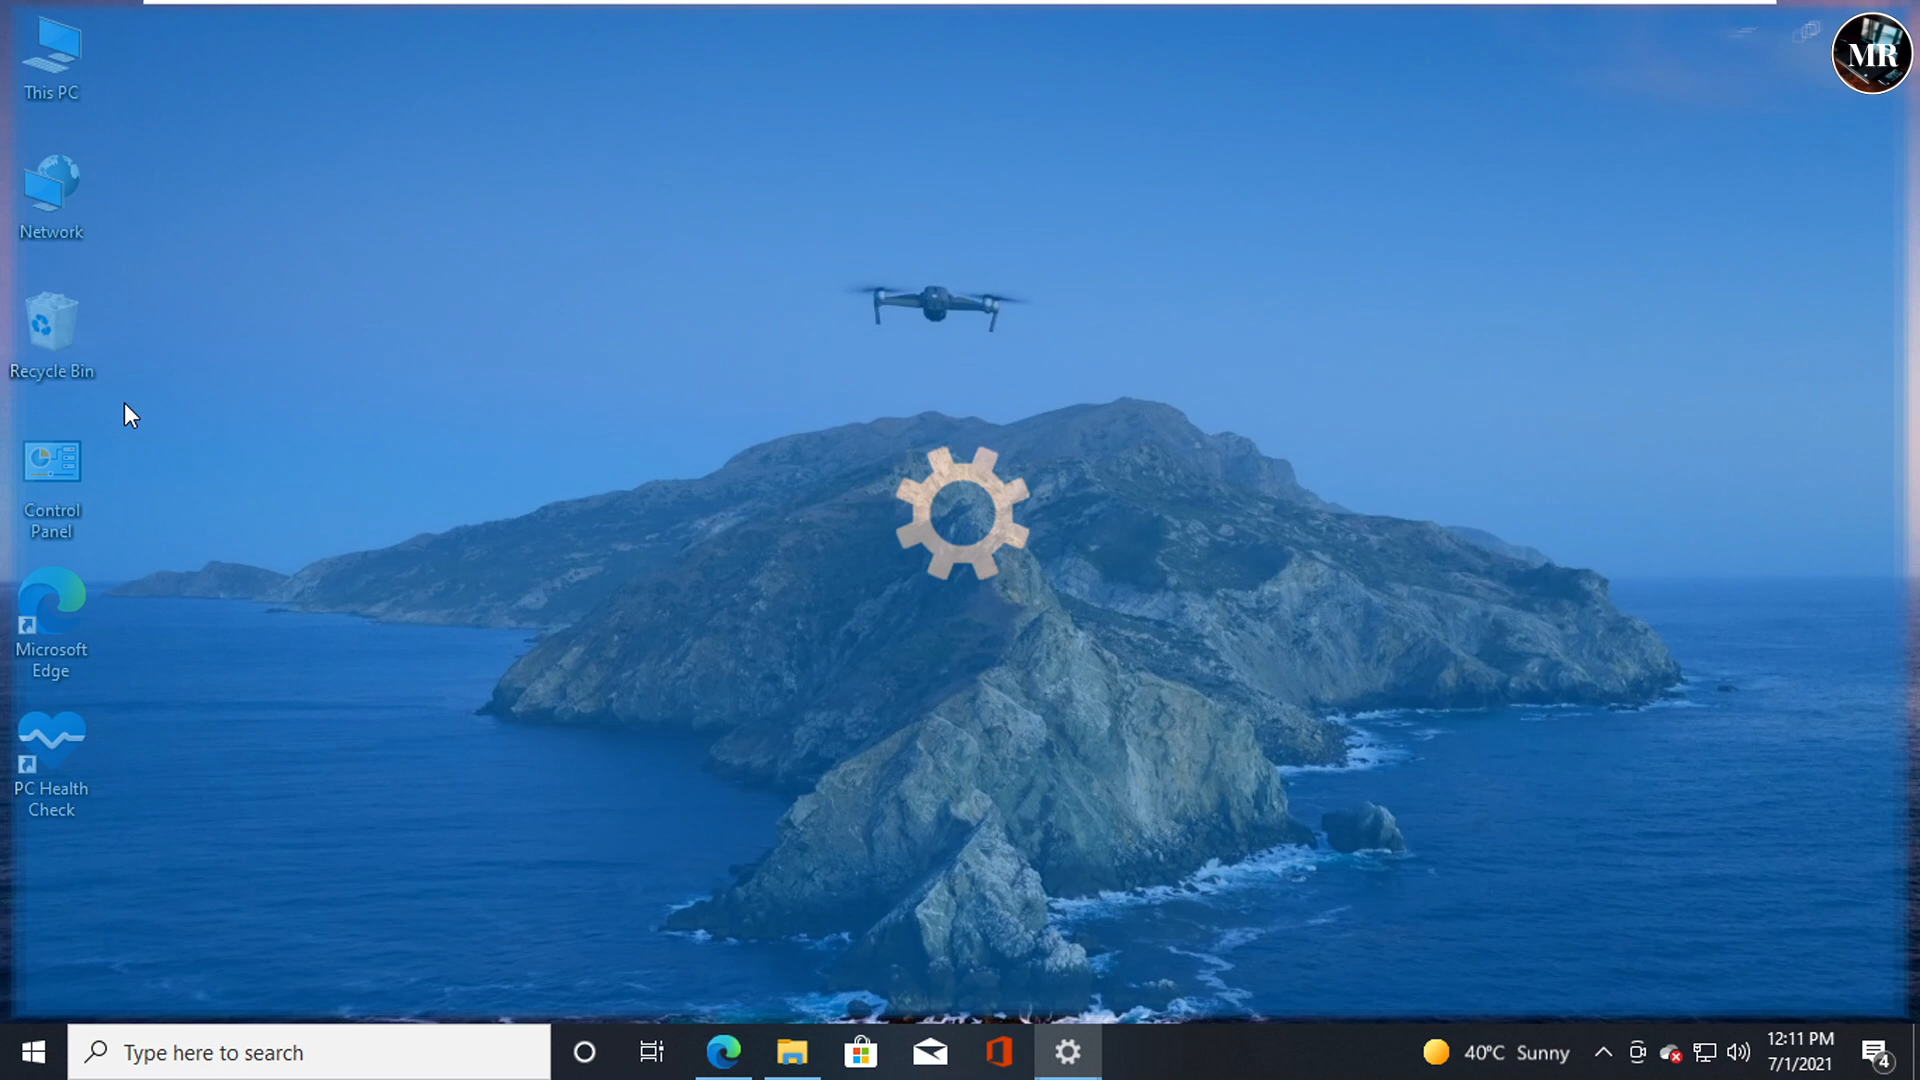 This PC
MR
Network
Recycle Bin
Control
Panel
Microsoft
Edge
PC Health
Check
Type here to search
40°C Sunny
12:11 PM
7/1/2021
4